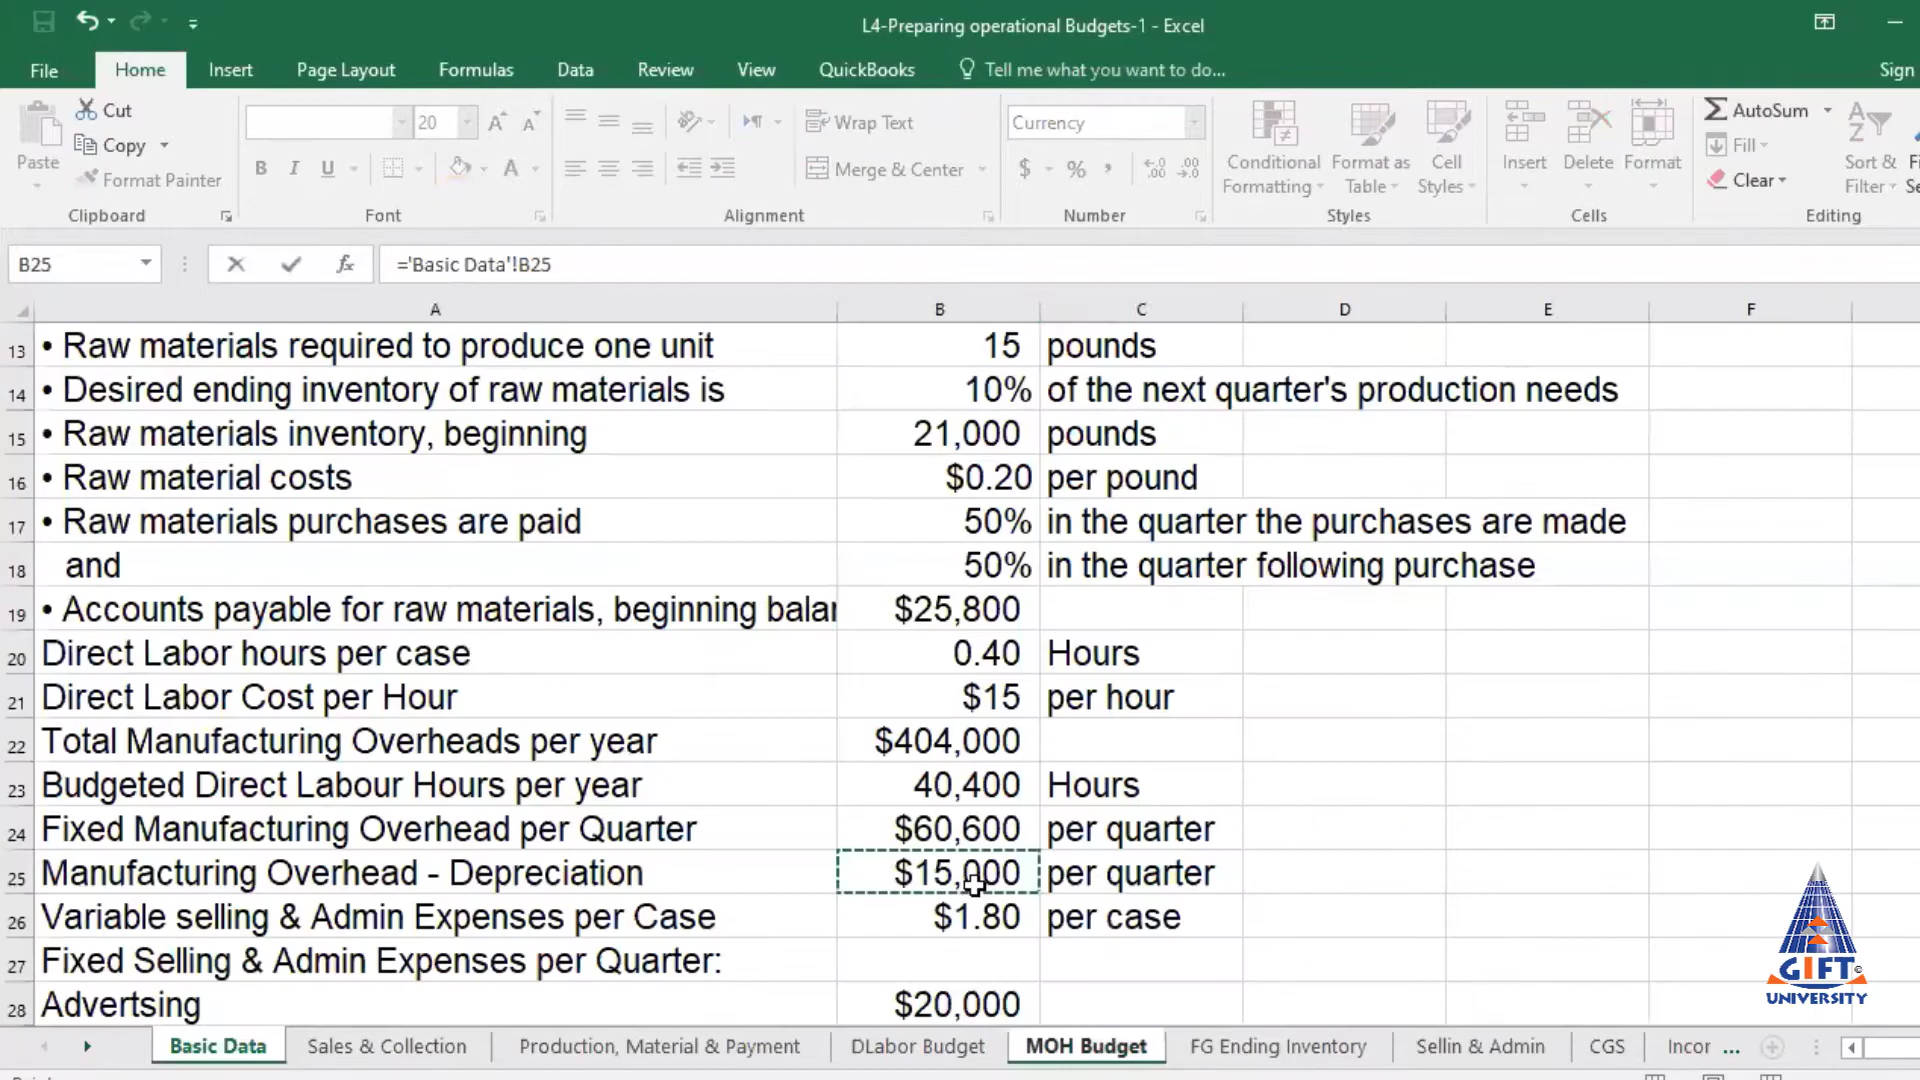 L4-Preparing operational Budgets-1 - Excel
File Home Insert Page Layout Formulas Data Review View QuickBooks Tell me what you want to do... Sign
Paste Cut Copy Format Painter Clipboard
20 B I U A Font
Wrap Text Merge & Center Alignment
Currency $ % Number
Conditional Formatting Format as Table Cell Styles Styles
Insert Delete Format Cells
AutoSum Fill Clear Sort & Filter Editing
B25 fx ='Basic Data'!B25
A B C D E F
13 • Raw materials required to produce one unit 15 pounds
14 • Desired ending inventory of raw materials is 10% of the next quarter's production needs
15 • Raw materials inventory, beginning 21,000 pounds
16 • Raw material costs $0.20 per pound
17 • Raw materials purchases are paid 50% in the quarter the purchases are made
18 and 50% in the quarter following purchase
19 • Accounts payable for raw materials, beginning balan $25,800
20 Direct Labor hours per case 0.40 Hours
21 Direct Labor Cost per Hour $15 per hour
22 Total Manufacturing Overheads per year $404,000
23 Budgeted Direct Labour Hours per year 40,400 Hours
24 Fixed Manufacturing Overhead per Quarter $60,600 per quarter
25 Manufacturing Overhead - Depreciation $15,000 per quarter
26 Variable selling & Admin Expenses per Case $1.80 per case
27 Fixed Selling & Admin Expenses per Quarter:
28 Advertsing $20,000
GIFT
UNIVERSITY
Basic Data Sales & Collection Production, Material & Payment DLabor Budget MOH Budget FG Ending Inventory Sellin & Admin CGS Incor ...